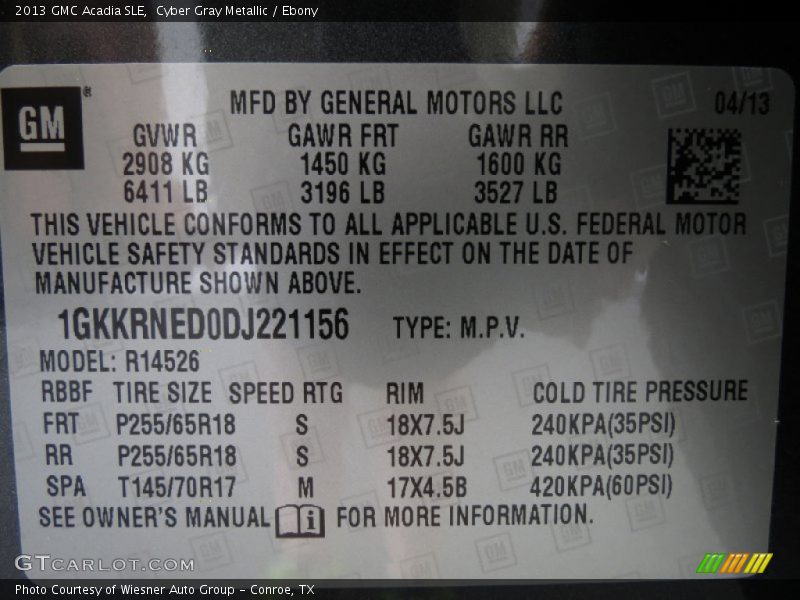 2013 GMC Acadia SLE,  Cyber Gray Metallic / Ebony
GM®
MFD BY GENERAL MOTORS LLC 04/13
GVWR GAWR FRT GAWR RR
2908 KG 1450 KG 1600 KG
6411 LB 3196 LB 3527 LB
THIS VEHICLE CONFORMS TO ALL APPLICABLE U.S. FEDERAL MOTOR
VEHICLE SAFETY STANDARDS IN EFFECT ON THE DATE OF
MANUFACTURE SHOWN ABOVE.
1GKKRNED0DJ221156 TYPE: M.P.V.
MODEL: R14526
RBBF TIRE SIZE SPEED RTG RIM COLD TIRE PRESSURE
FRT P255/65R18 S 18X7.5J 240KPA(35PSI)
RR P255/65R18 S 18X7.5J 240KPA(35PSI)
SPA T145/70R17 M 17X4.5B 420KPA(60PSI)
SEE OWNER'S MANUAL i FOR MORE INFORMATION.
GTCARLOT.COM
Photo Courtesy of Wiesner Auto Group - Conroe, TX